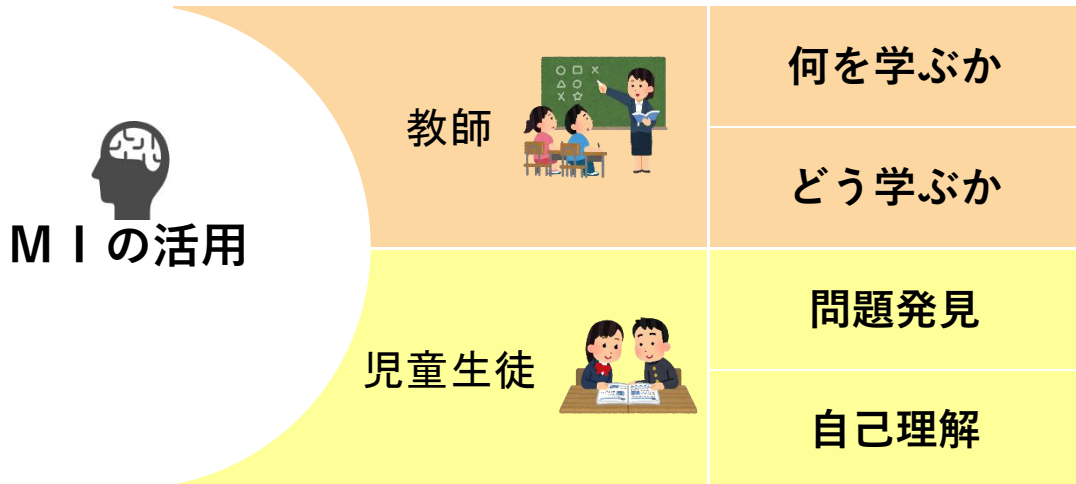 ＭＩの活用
教師
何を学ぶか
どう学ぶか
児童生徒
問題発見
自己理解